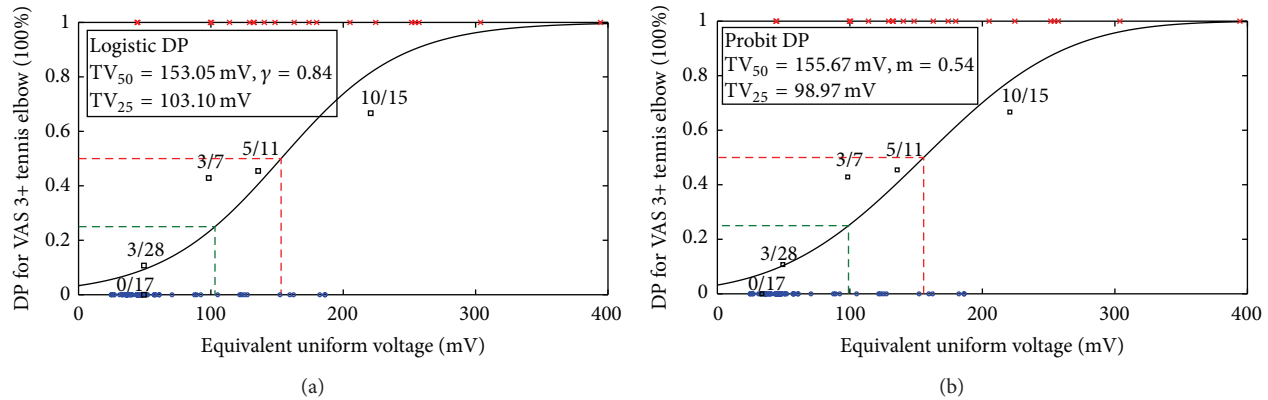 DP for VAS 3+ tennis elbow (100%)
1
0.8
0.6
0.4
0.2
0
Logistic DP
TV50 = 153.05 mV, γ = 0.84
TV25 = 103.10 mV
10/15
5/11
3/7
3/28
0/17
0
100
200
300
400
Equivalent uniform voltage (mV)
(a)
DP for VAS 3+ tennis elbow (100%)
1
0.8
0.6
0.4
0.2
0
Probit DP
TV50 = 155.67 mV, m = 0.54
TV25 = 98.97 mV
10/15
5/11
3/7
3/28
0/17
0
100
200
300
400
Equivalent uniform voltage (mV)
(b)